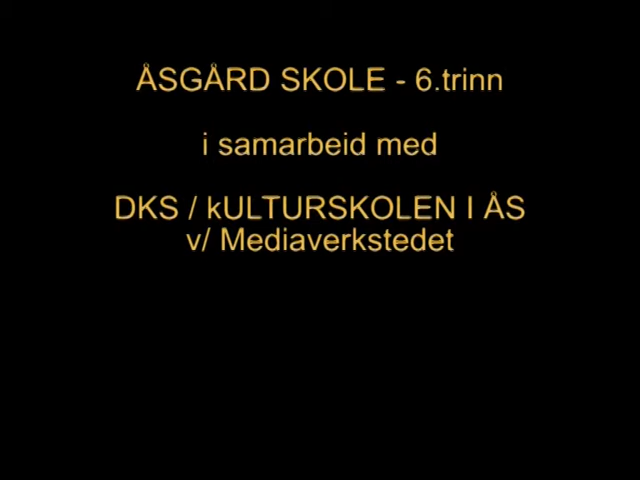 ÅSGÅRD SKOLE - 6.trinn
i samarbeid med
DKS / kULTURSKOLEN I ÅS
v/ Mediaverkstedet